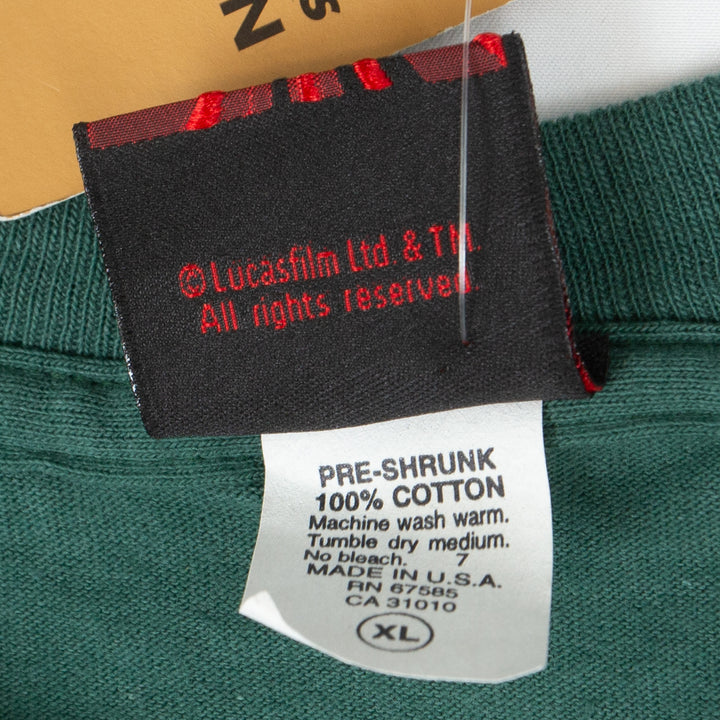 N
s
© Lucasfilm Ltd. & TM.
All rights reserved.
PRE-SHRUNK
100% COTTON
Machine wash warm.
Tumble dry medium.
No bleach. 7
MADE IN U.S.A.
RN 67585
CA 31010
XL